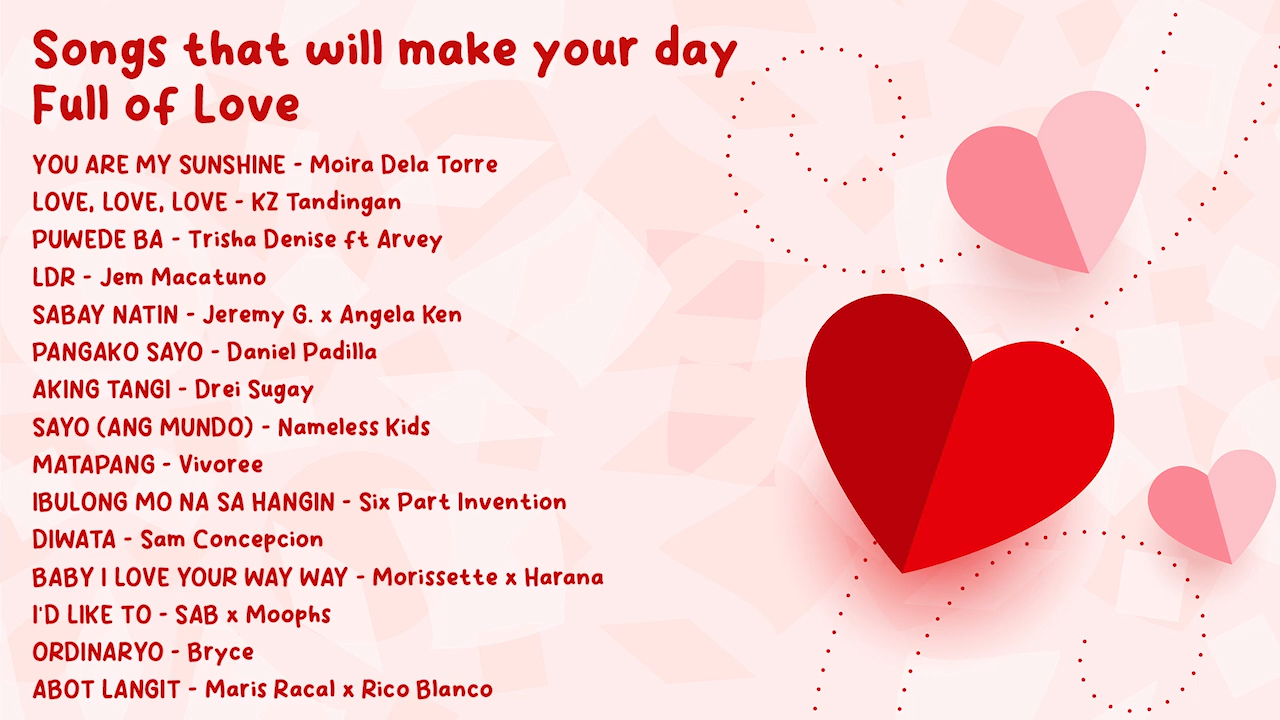 Songs that will make your day
Full of Love
YOU ARE MY SUNSHINE - Moira Dela Torre
LOVE, LOVE, LOVE - KZ Tandingan
PUWEDE BA - Trisha Denise ft Arvey
LDR - Jem Macatuno
SABAY NATIN - Jeremy G. x Angela Ken
PANGAKO SAYO - Daniel Padilla
AKING TANGI - Drei Sugay
SAYO (ANG MUNDO) - Nameless Kids
MATAPANG - Vivoree
IBULONG MO NA SA HANGIN - Six Part Invention
DIWATA - Sam Concepcion
BABY I LOVE YOUR WAY WAY - Morissette x Harana
I'D LIKE TO - SAB x Moophs
ORDINARYO - Bryce
ABOT LANGIT - Maris Racal x Rico Blanco